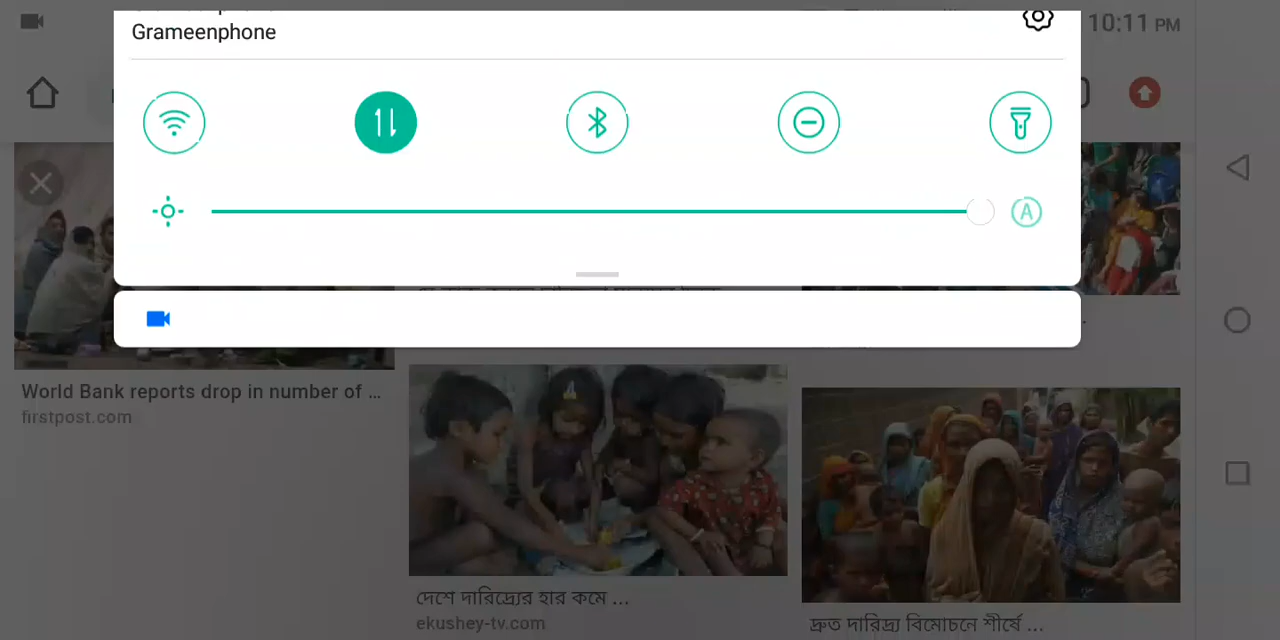 10:11 PM
Grameenphone
A
World Bank reports drop in number of ...
firstpost.com
দেশে দারিদ্র্যের হার কমে ...
ekushey-tv.com
দ্রুত দারিদ্র্য বিমোচনে শীর্ষে ...